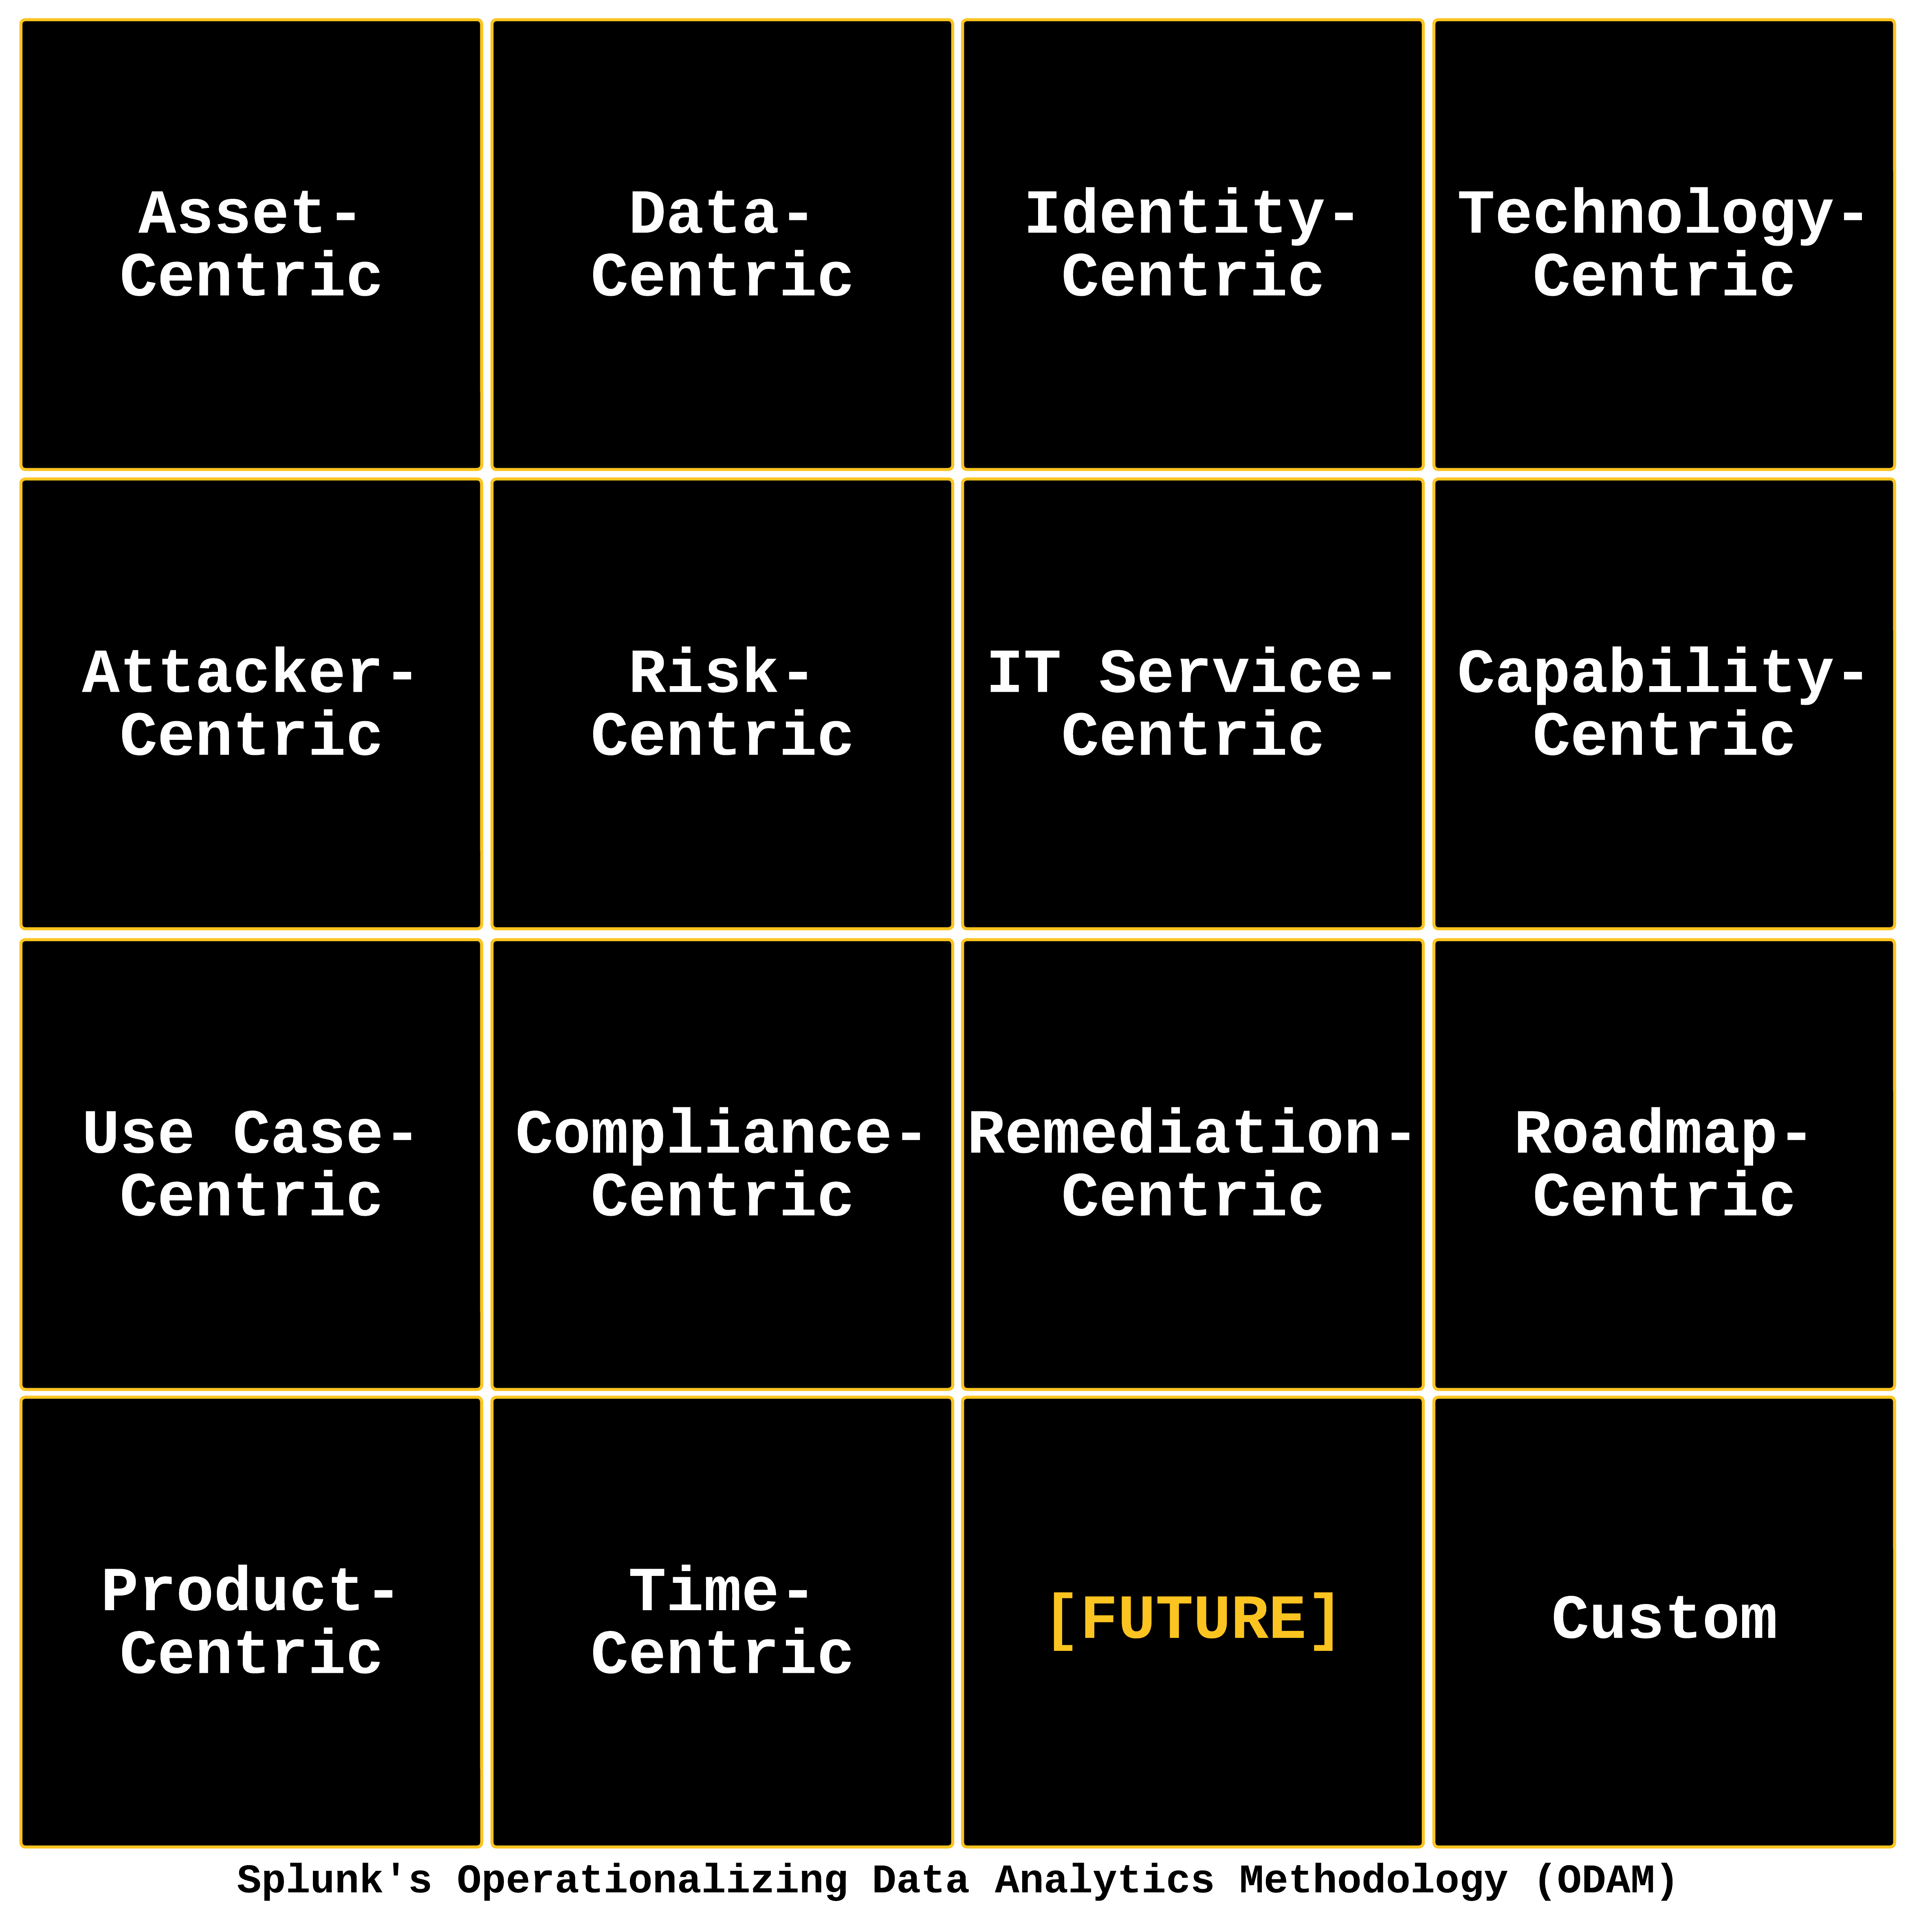 Asset-
Centric
Data-
Centric
Identity-
Centric
Technology-
Centric
Attacker-
Centric
Risk-
Centric
IT Service-
Centric
Capability-
Centric
Use Case-
Centric
Compliance-
Centric
Remediation-
Centric
Roadmap-
Centric
Product-
Centric
Time-
Centric
[FUTURE]
Custom
Splunk's Operationalizing Data Analytics Methodology (ODAM)